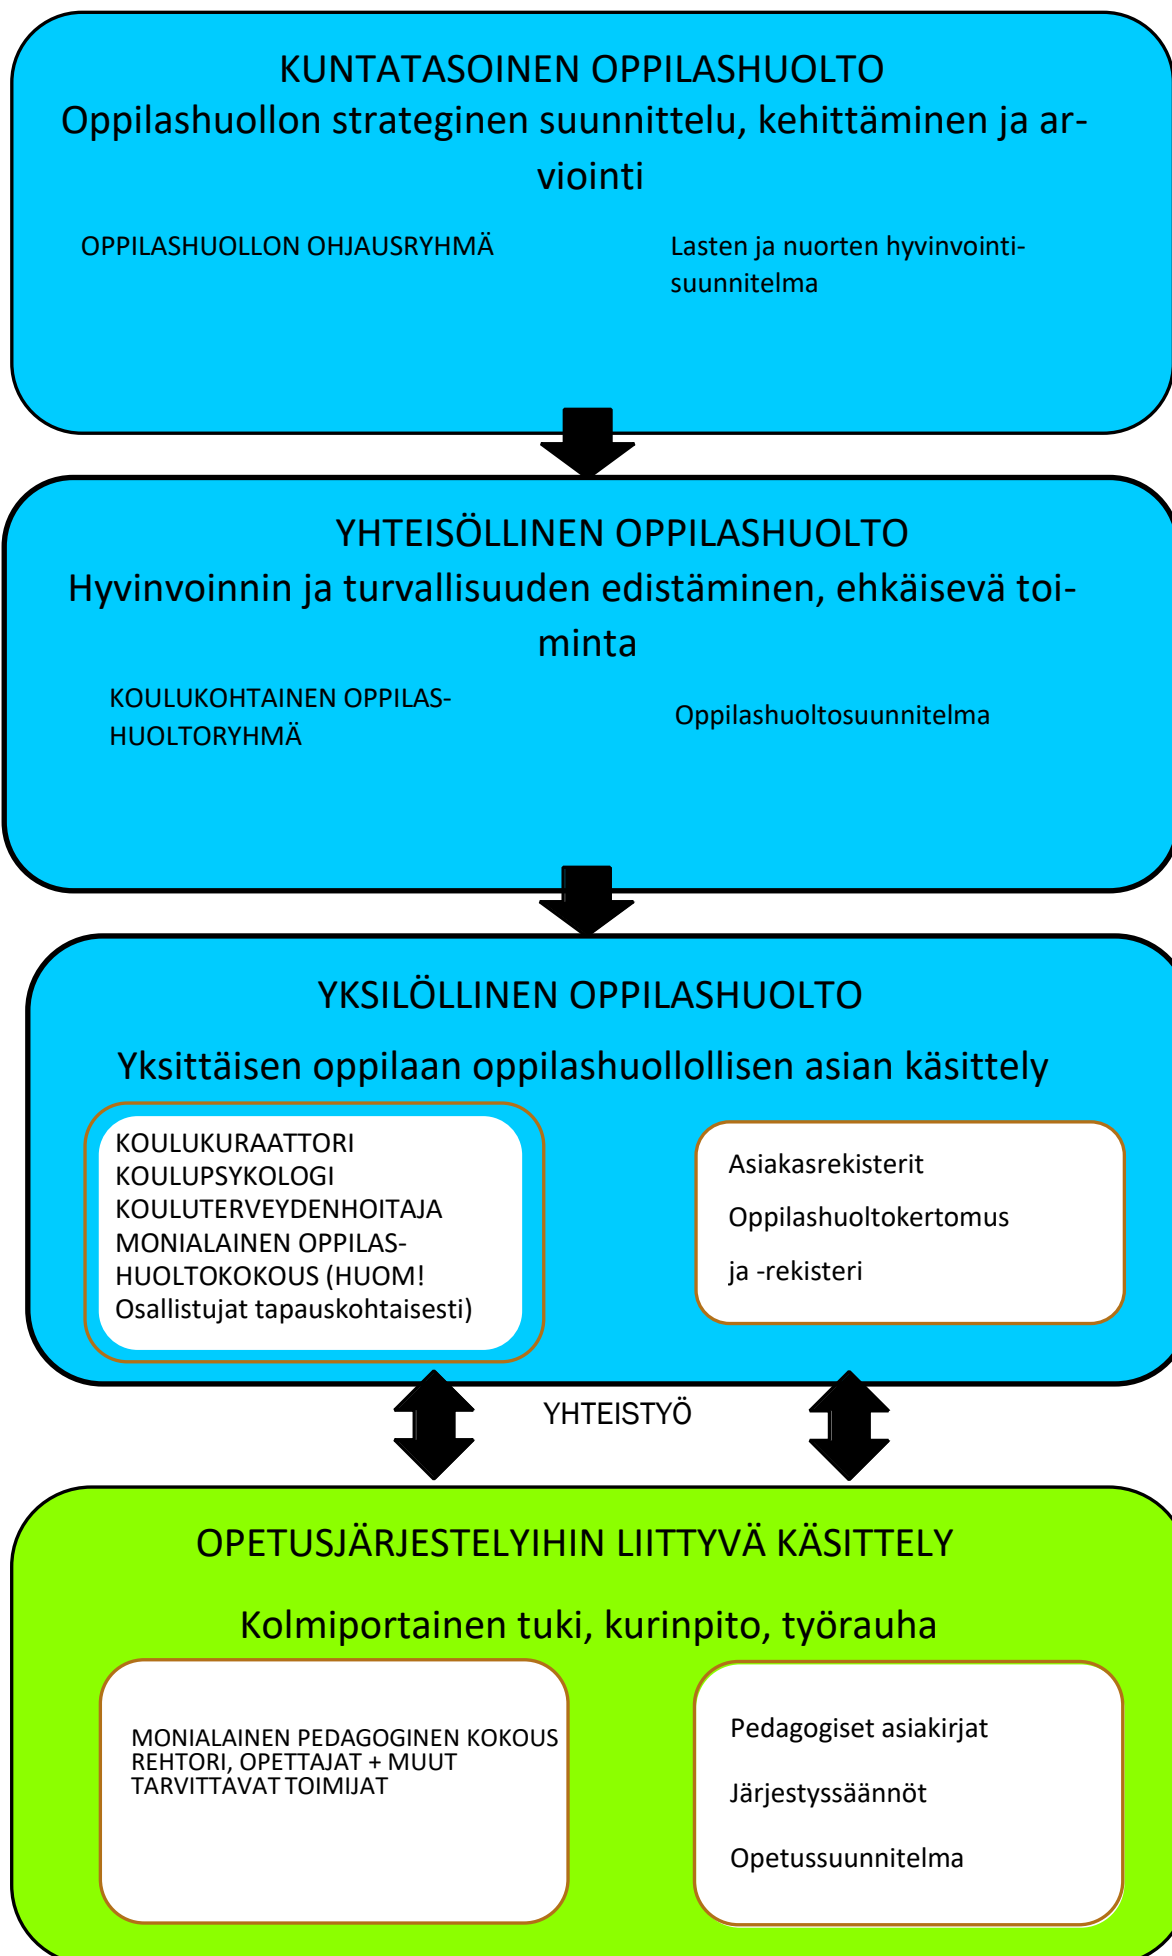 KUNTATASOINEN OPPILASHUOLTO
Oppilashuollon strateginen suunnittelu, kehittäminen ja ar-
viointi
OPPILASHUOLLON OHJAUSRYHMÄ
Lasten ja nuorten hyvinvointi-
suunnitelma
YHTEISÖLLINEN OPPILASHUOLTO
Hyvinvoinnin ja turvallisuuden edistäminen, ehkäisevä toi-
minta
KOULUKOHTAINEN OPPILAS-
HUOLTORYHMÄ
Oppilashuoltosuunnitelma
YKSILÖLLINEN OPPILASHUOLTO
Yksittäisen oppilaan oppilashuollollisen asian käsittely
KOULUKURAATTORI
KOULUPSYKOLOGI
KOULUTERVEYDENHOITAJA
MONIALAINEN OPPILAS-
HUOLTOKOKOUS (HUOM!
Osallistujat tapauskohtaisesti)
Asiakasrekisterit
Oppilashuoltokertomus
ja -rekisteri
YHTEISTYÖ
OPETUSJÄRJESTELYIHIN LIITTYVÄ KÄSITTELY
Kolmiportainen tuki, kurinpito, työrauha
MONIALAINEN PEDAGOGINEN KOKOUS
REHTORI, OPETTAJAT + MUUT
TARVITTAVAT TOIMIJAT
Pedagogiset asiakirjat
Järjestyssäännöt
Opetussuunnitelma